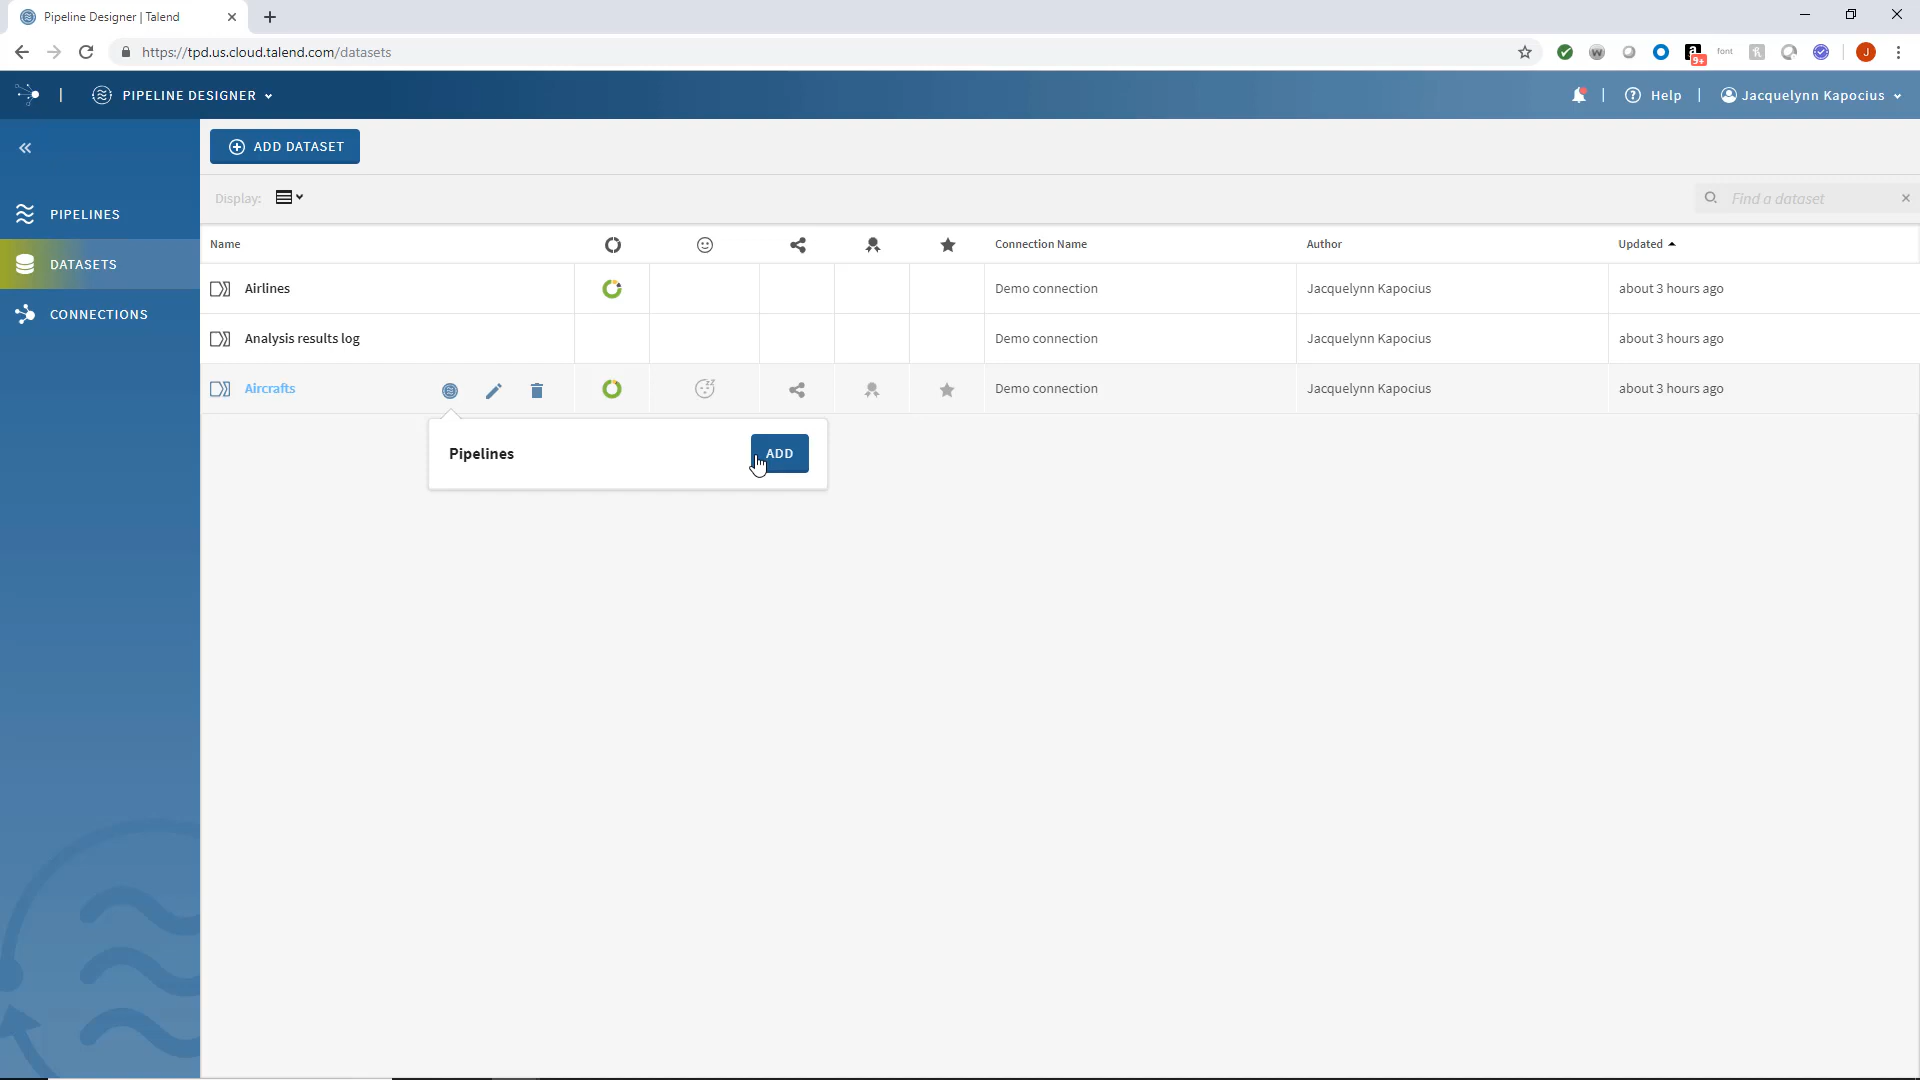 Pipeline Designer | Talend
https://tpd.us.cloud.talend.com/datasets
a
9+
font
J
PIPELINE DESIGNER
Help
Jacquelynn Kapocius
ADD DATASET
Display:
Find a dataset
PIPELINES
DATASETS
CONNECTIONS
Name Connection Name Author Updated
Airlines Demo connection Jacquelynn Kapocius about 3 hours ago
Analysis results log Demo connection Jacquelynn Kapocius about 3 hours ago
Aircrafts Demo connection Jacquelynn Kapocius about 3 hours ago
Pipelines ADD